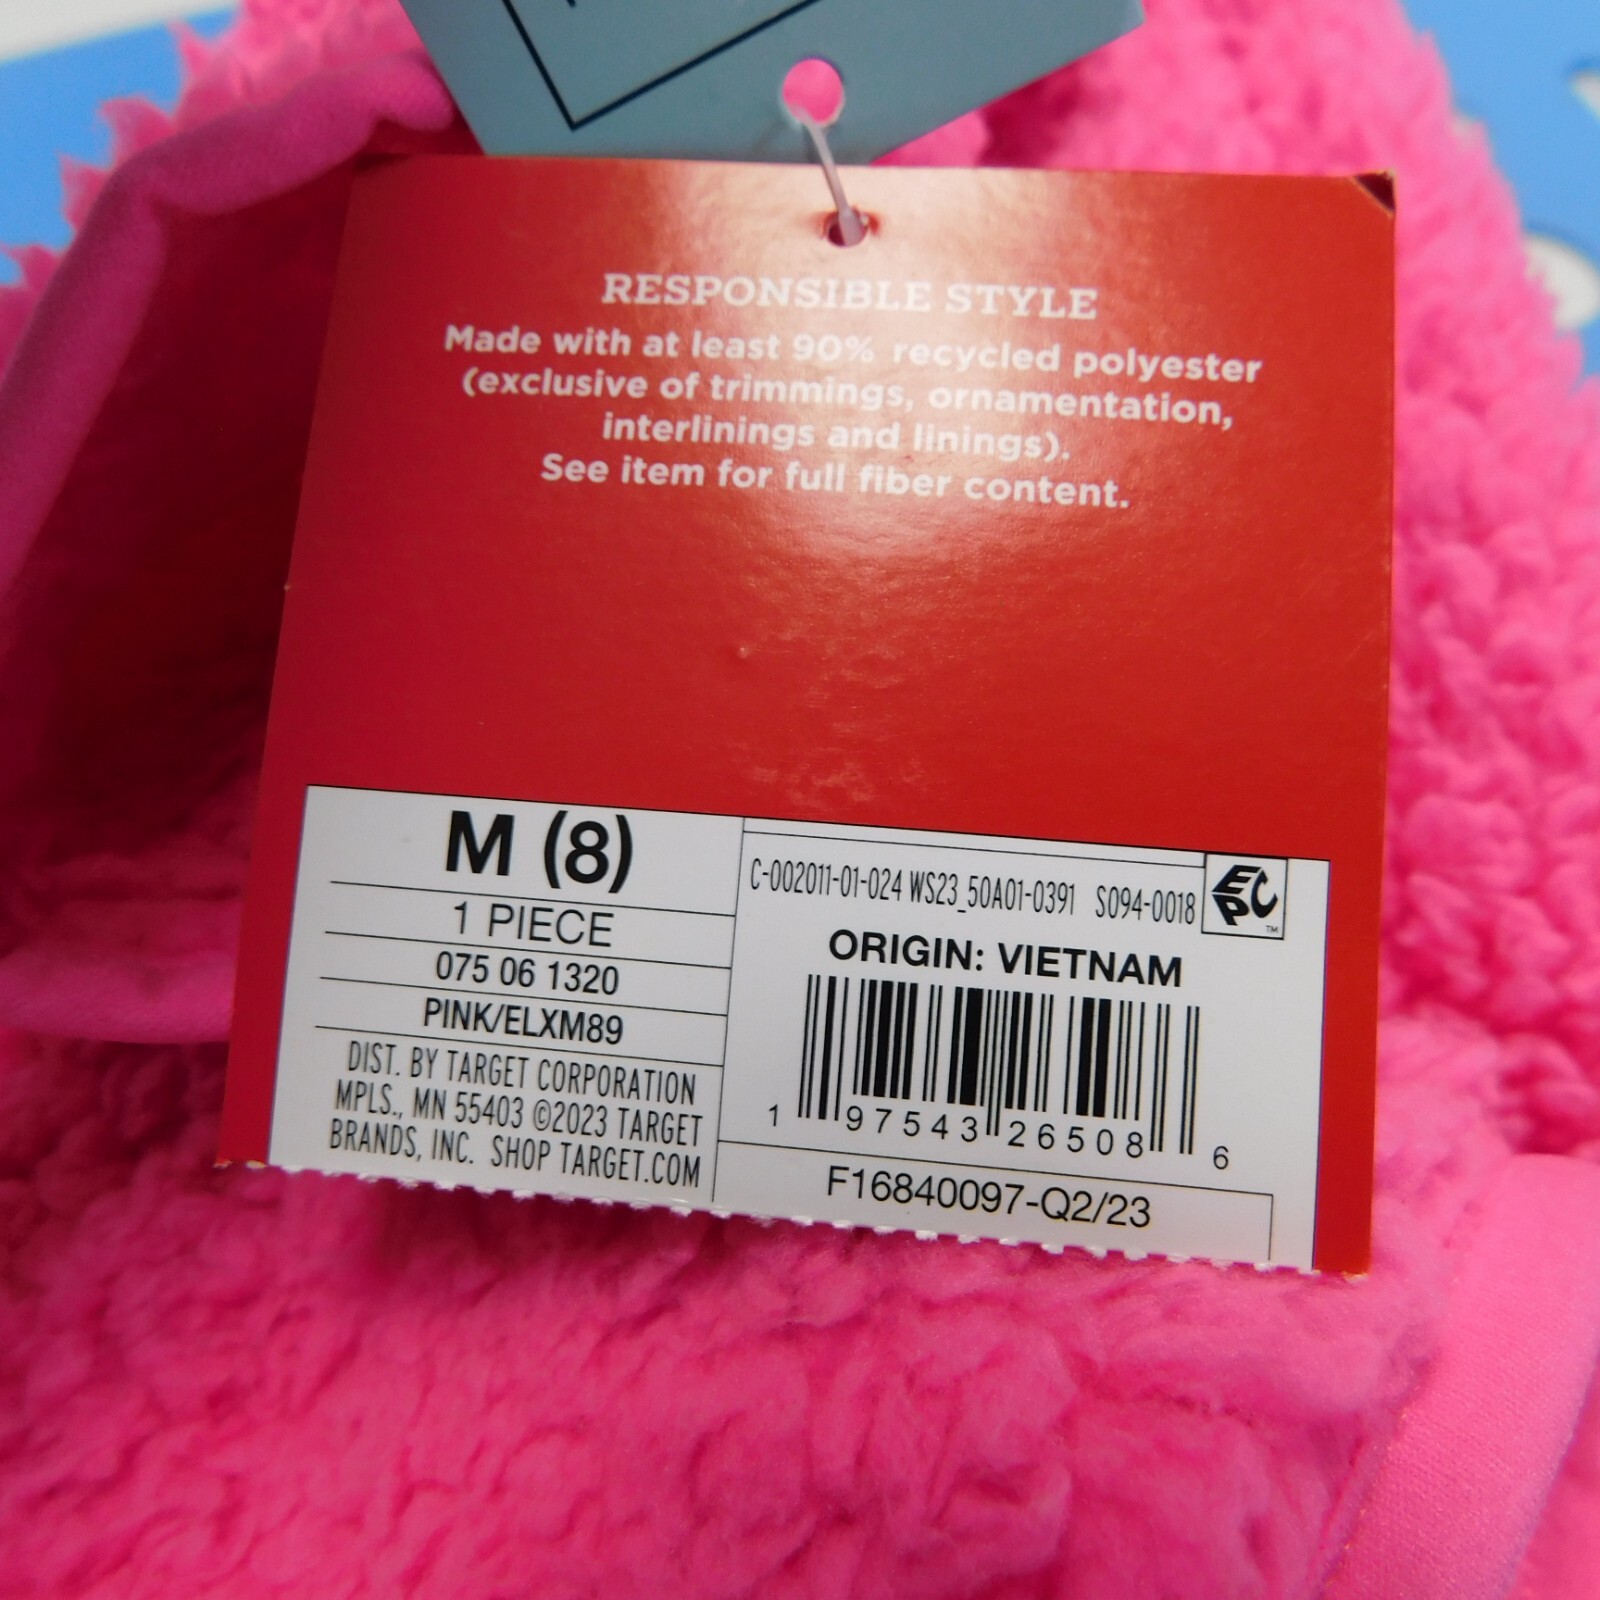 RESPONSIBLE STYLE
Made with at least 90% recycled polyester
(exclusive of trimmings, ornamentation,
interlinings and linings).
See item for full fiber content.
M (8)
1 PIECE
075 06 1320
PINK/ELXM89
DIST. BY TARGET CORPORATION
MPLS., MN 55403 ©2023 TARGET
BRANDS, INC. SHOP TARGET.COM
C-002011-01-024 WS23_50A01-0391 S094-0018
EPC™
ORIGIN: VIETNAM
1 97543 26508 6
F16840097-Q2/23